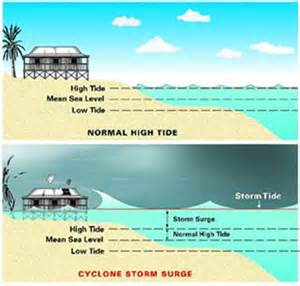 High Tide
Mean Sea Level
Low Tide
NORMAL HIGH TIDE
Storm Tide
Storm Surge
High Tide
Normal High Tide
Mean Sea Level
Low Tide
CYCLONE STORM SURGE